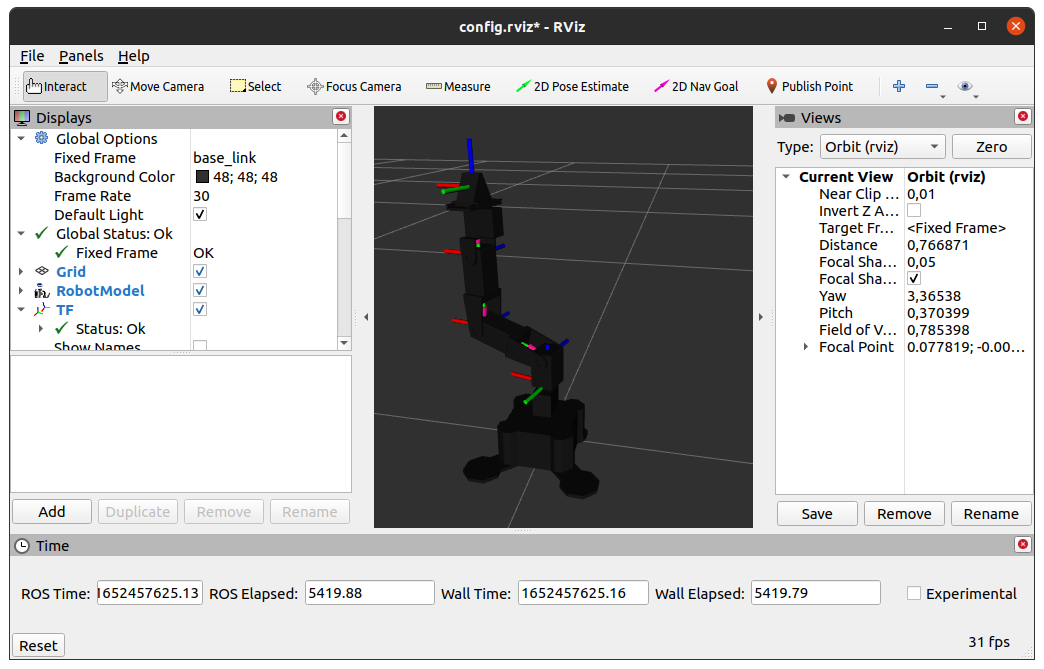 config.rviz* - RViz
File Panels Help
Interact Move Camera Select Focus Camera Measure 2D Pose Estimate 2D Nav Goal Publish Point
Displays
Global Options
Fixed Frame base_link
Background Color 48; 48; 48
Frame Rate 30
Default Light
Global Status: Ok
Fixed Frame OK
Grid
RobotModel
TF
Status: Ok
Show Names
Add Duplicate Remove Rename
Views
Type: Orbit (rviz) Zero
Current View Orbit (rviz)
Near Clip ... 0,01
Invert Z A...
Target Fr... <Fixed Frame>
Distance 0,766871
Focal Sha... 0,05
Focal Sha...
Yaw 3,36538
Pitch 0,370399
Field of V... 0,785398
Focal Point 0.077819; -0.00...
Save Remove Rename
Time
ROS Time: 1652457625.13 ROS Elapsed: 5419.88 Wall Time: 1652457625.16 Wall Elapsed: 5419.79 Experimental
Reset 31 fps